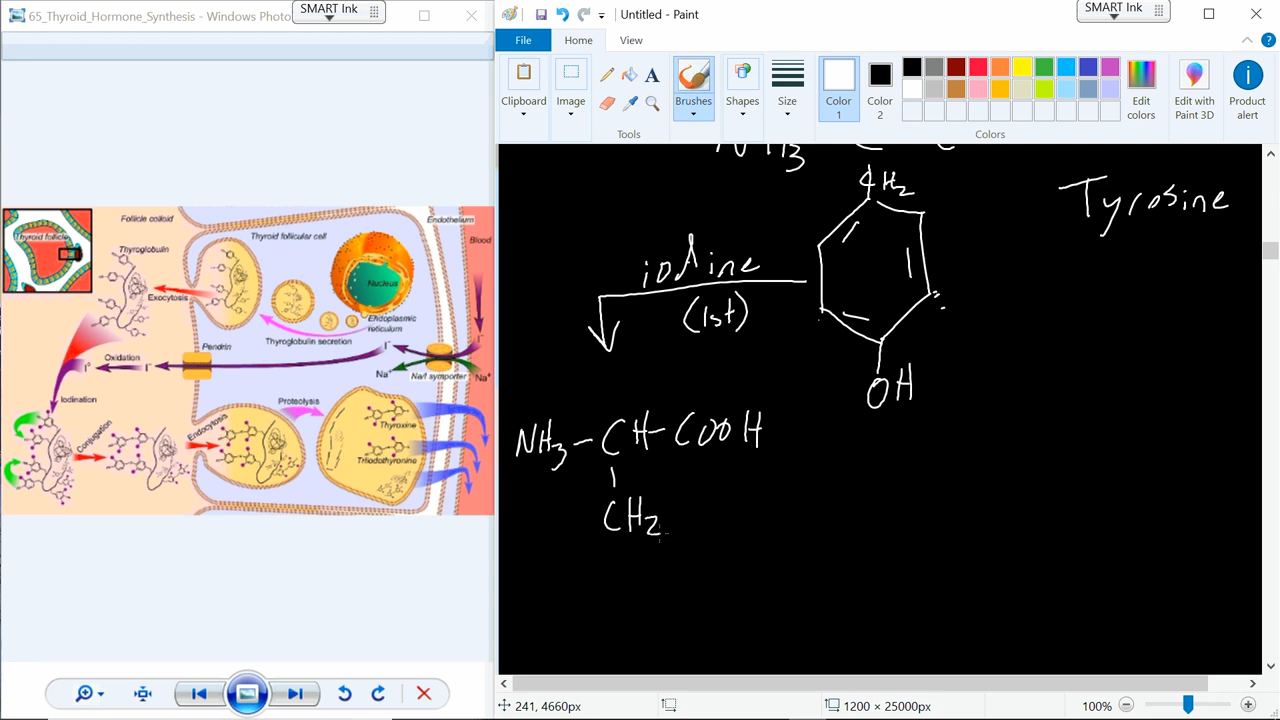 65_Thyroid_Hormone_Synthesis - Windows Photo
SMART Ink
Untitled - Paint
SMART Ink
File
Home
View
Clipboard
Image
Tools
Brushes
Shapes
Size
Color 1
Color 2
Colors
Edit colors
Edit with Paint 3D
Product alert
Thyroid follicle
Follicle colloid
Thyroglobulin
Thyroid follicular cell
Endothelium
Blood
Nucleus
Exocytosis
Endoplasmic
reticulum
Thyroglobulin secretion
Pendrin
Oxidation
I⁰
I⁻
I⁻
I⁻
Na⁺
Na/I symporter
Na⁺
Iodination
Conjugation
Endocytosis
Proteolysis
Thyroxine
Triiodothyronine
NH3 C C
CH2
Tyrosine
iodine
(1st)
OH
NH3-CH-COOH
CH2
241, 4660px
1200 × 25000px
100%